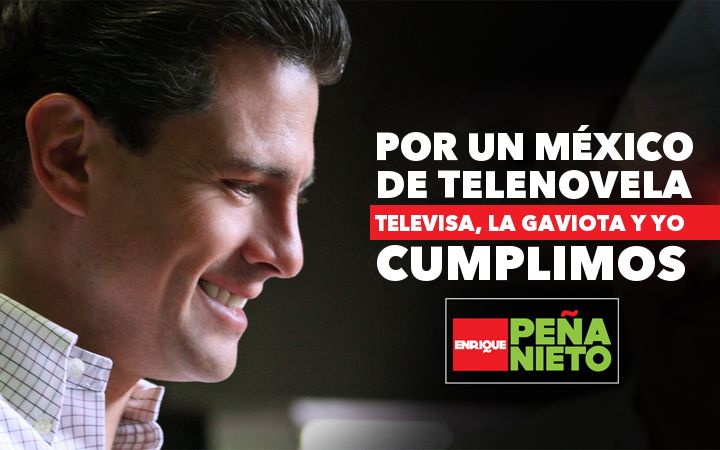 POR UN MÉXICO
DE TELENOVELA
TELEVISA, LA GAVIOTA Y YO
CUMPLIMOS
ENRIQUE
PEÑA
NIETO